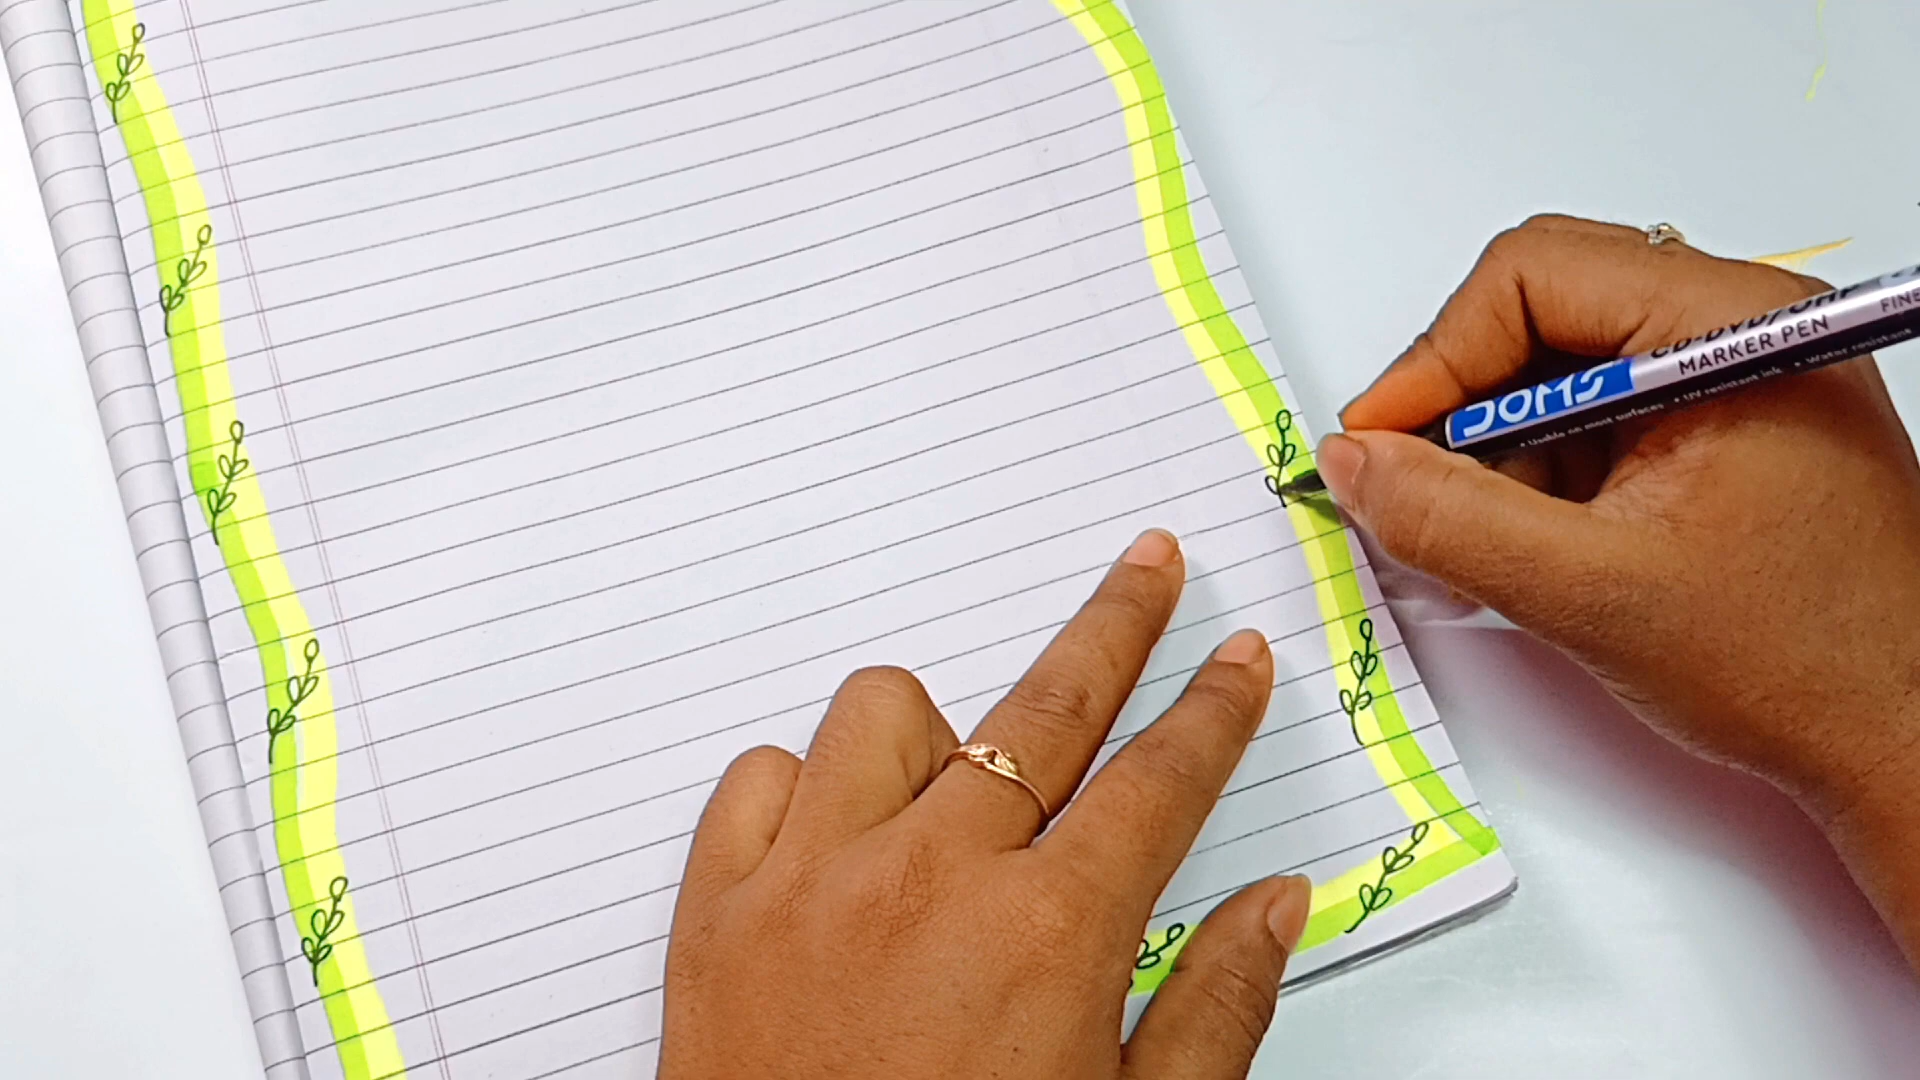 DOMS
CD-DVD/OHP
MARKER PEN
FINE
• Usable on most surfaces • UV resistant ink • Water resistant